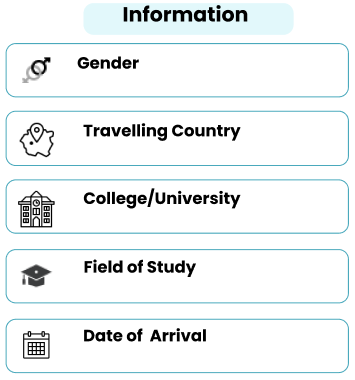 Information
Gender
Travelling Country
College/University
Field of Study
Date of Arrival